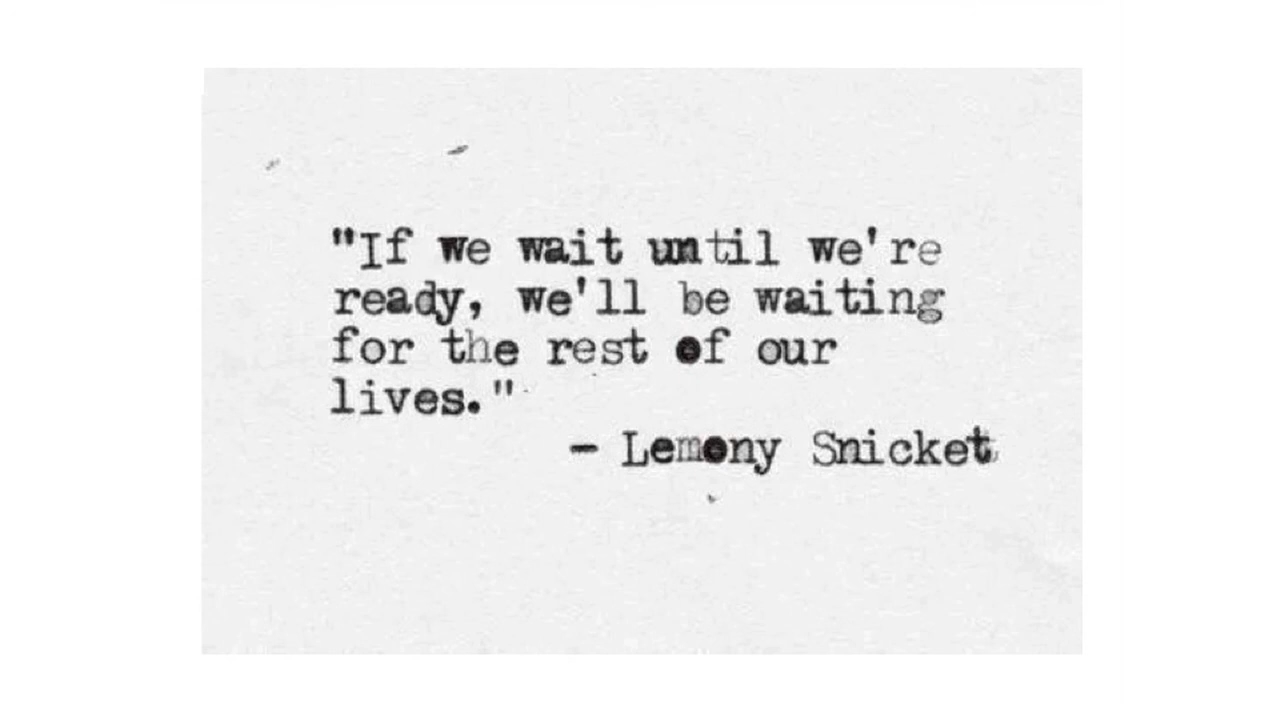 "If we wait until we're
ready, we'll be waiting
for the rest of our
lives."
- Lemony Snicket